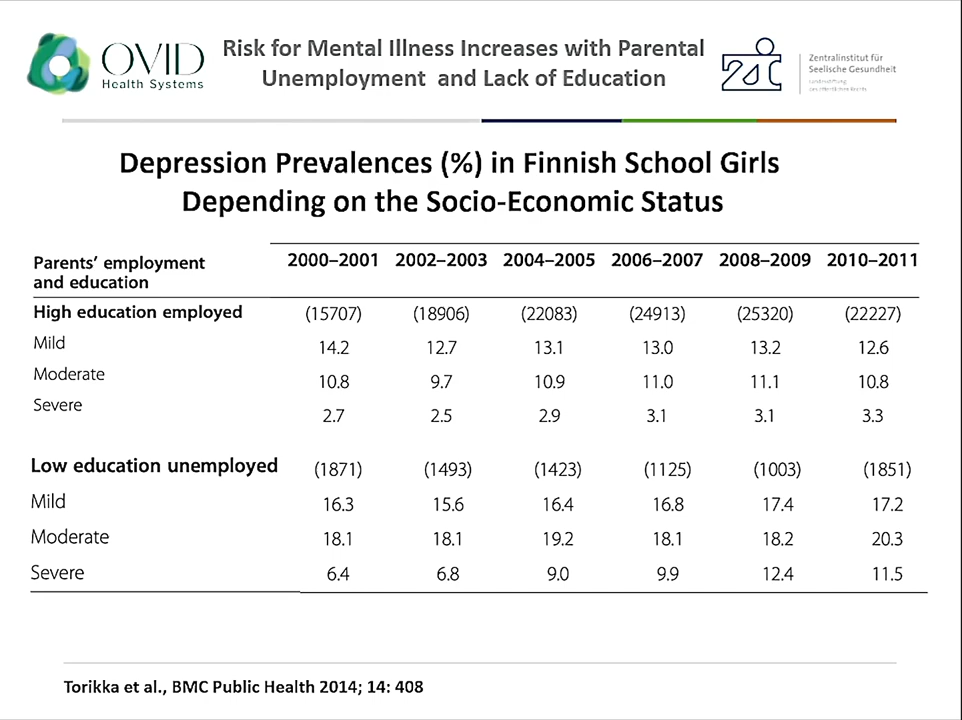 OVID
Health Systems
Risk for Mental Illness Increases with Parental
Unemployment and Lack of Education
Zentralinstitut für
Seelische Gesundheit
Landesstiftung
des öffentlichen Rechts
Depression Prevalences (%) in Finnish School Girls
Depending on the Socio-Economic Status
Parents’ employment
and education
2000–2001 2002–2003 2004–2005 2006–2007 2008–2009 2010–2011
High education employed (15707) (18906) (22083) (24913) (25320) (22227)
Mild 14.2 12.7 13.1 13.0 13.2 12.6
Moderate 10.8 9.7 10.9 11.0 11.1 10.8
Severe 2.7 2.5 2.9 3.1 3.1 3.3
Low education unemployed (1871) (1493) (1423) (1125) (1003) (1851)
Mild 16.3 15.6 16.4 16.8 17.4 17.2
Moderate 18.1 18.1 19.2 18.1 18.2 20.3
Severe 6.4 6.8 9.0 9.9 12.4 11.5
Torikka et al., BMC Public Health 2014; 14: 408